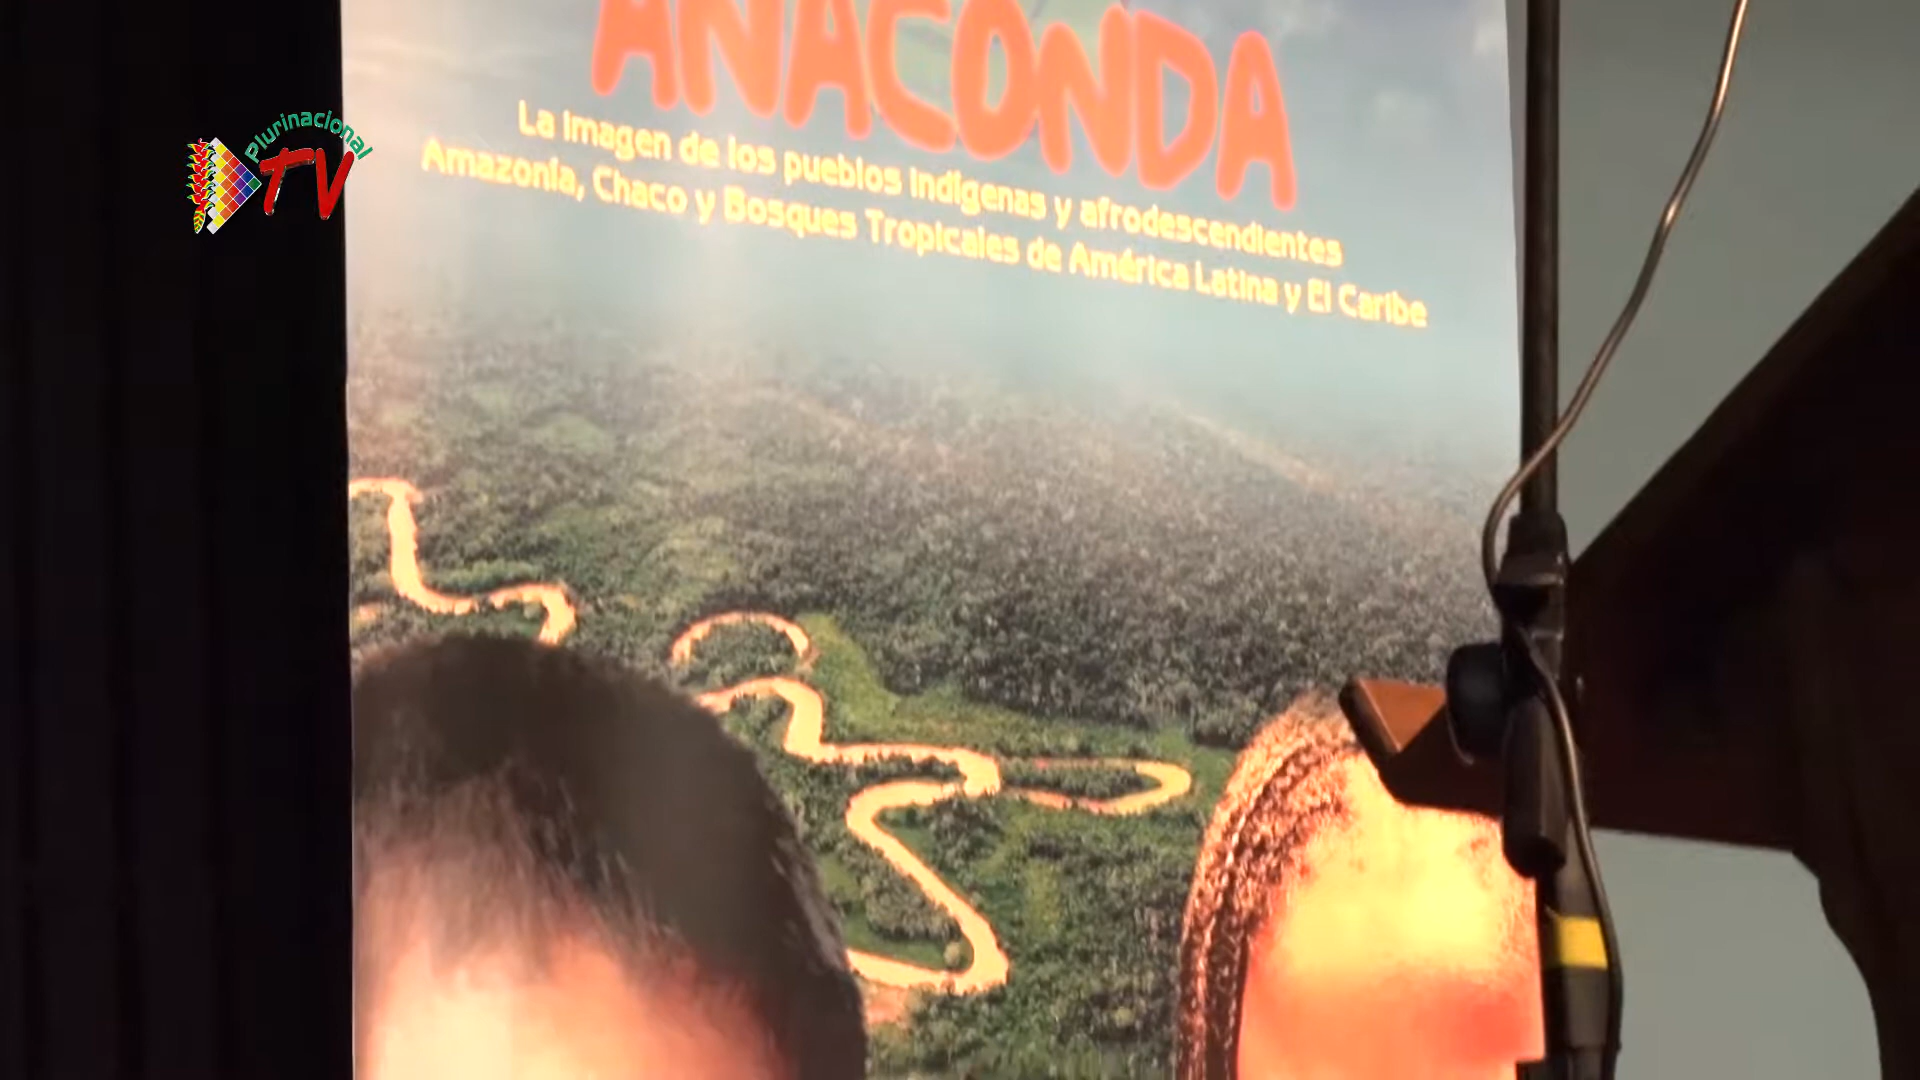 ANACONDA
La imagen de los pueblos indígenas y afrodescendientes
Amazonía, Chaco y Bosques Tropicales de América Latina y El Caribe
Plurinacional
TV